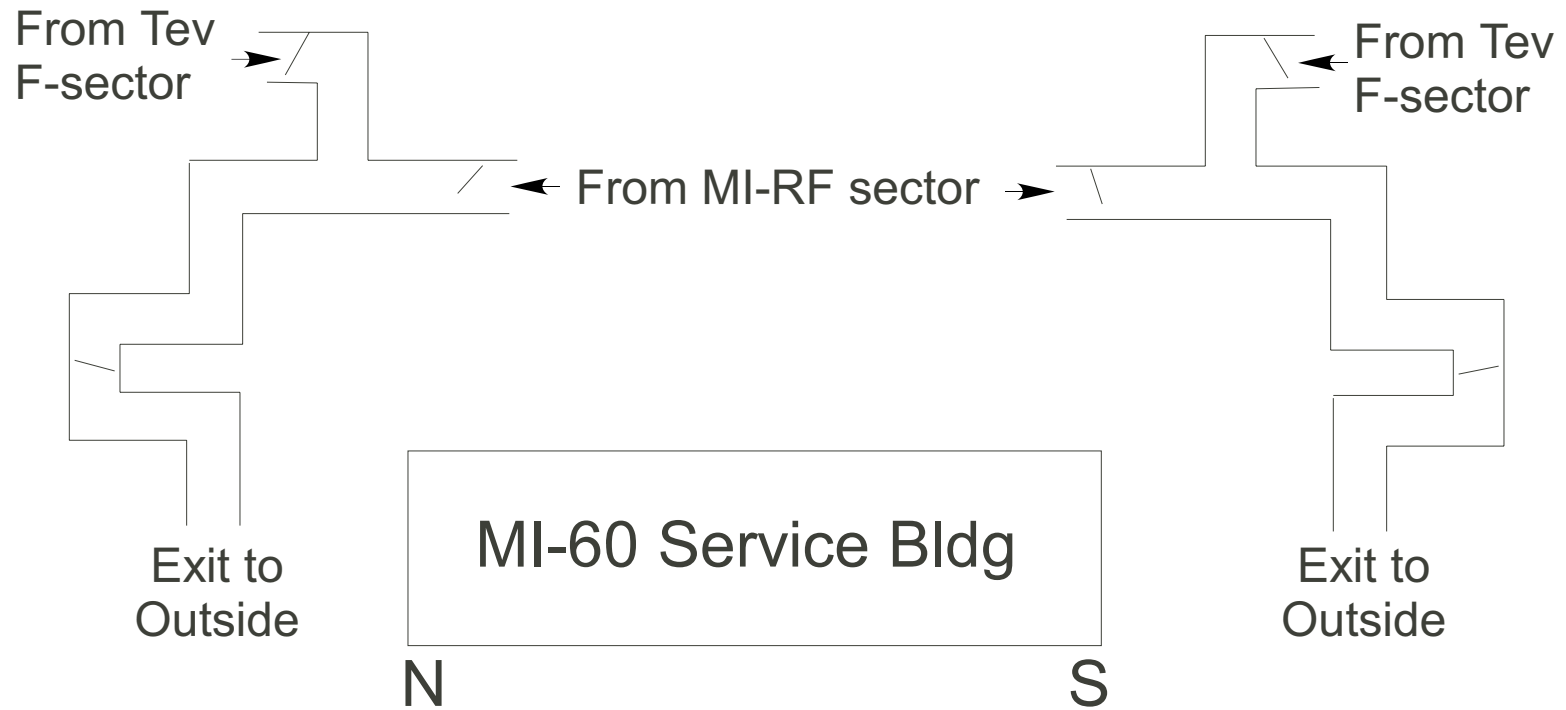 From Tev
F-sector
From Tev
F-sector
From MI-RF sector
MI-60 Service Bldg
Exit to
Outside
Exit to
Outside
N
S